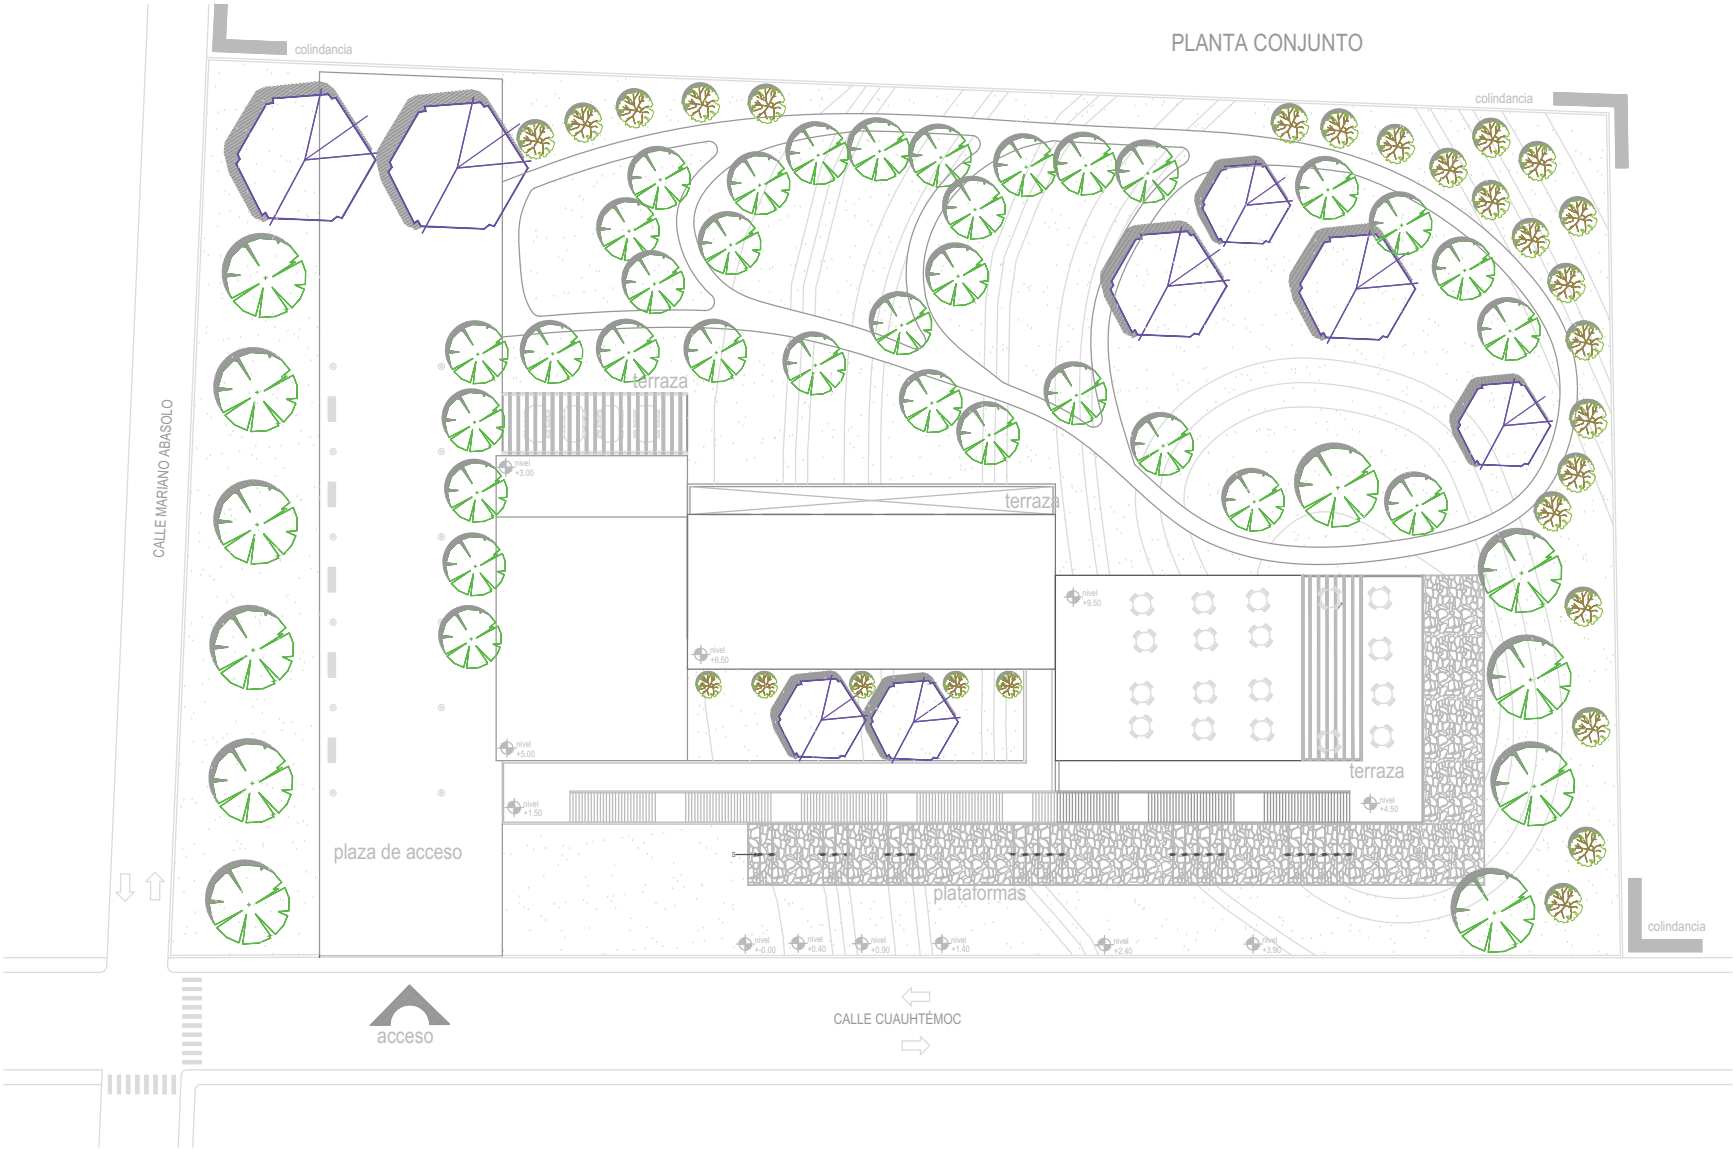 PLANTA CONJUNTO
colindancia
colindancia
CALLE MARIANO ABASOLO
terraza
nivel
+3.00
terraza
nivel
+9.50
nivel
+6.50
nivel
+5.00
terraza
nivel
+1.50
nivel
+4.50
plaza de acceso
s
plataformas
nivel
+-0.00
nivel
+0.40
nivel
+0.90
nivel
+1.40
nivel
+2.40
nivel
+3.90
colindancia
acceso
CALLE CUAUHTÉMOC